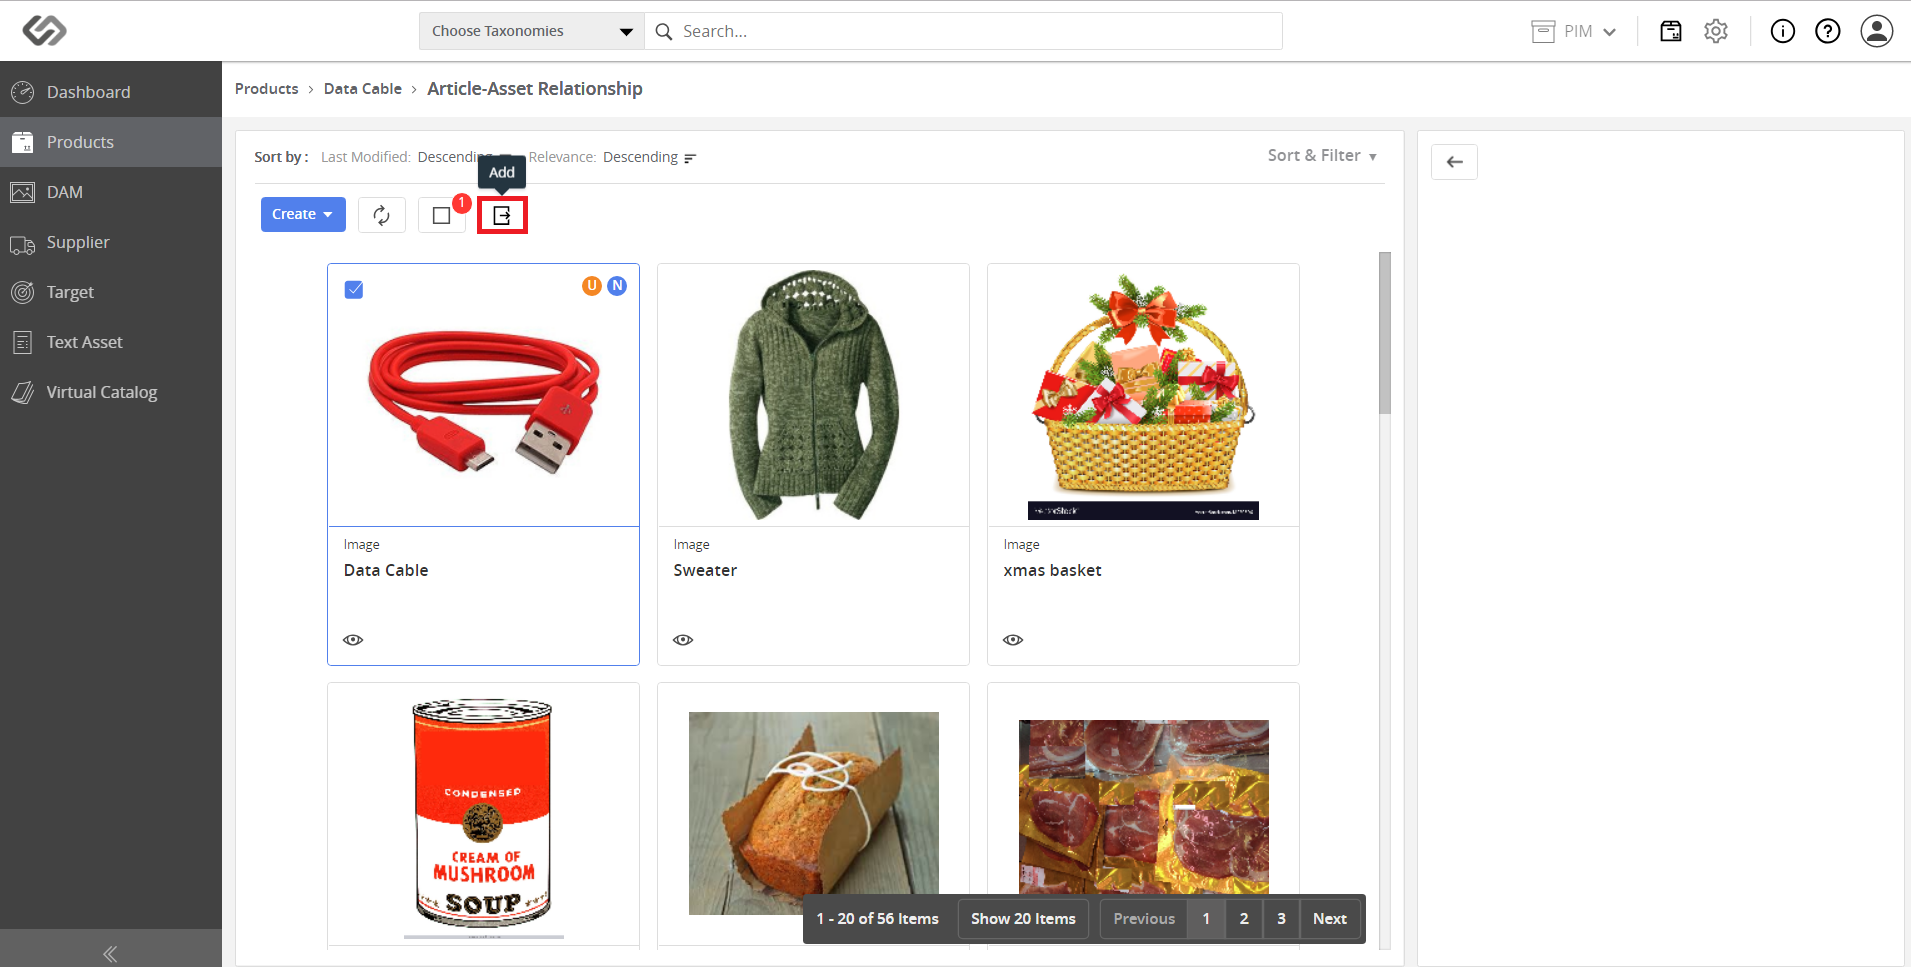 Choose Taxonomies
Search...
PIM
Dashboard
Products
DAM
Supplier
Target
Text Asset
Virtual Catalog
Products > Data Cable > Article-Asset Relationship
Sort by : Last Modified: Descending Relevance: Descending
Sort & Filter
Add
Create
1
U N
Image
Data Cable
Image
Sweater
Image
xmas basket
CONDENSED
CREAM OF
MUSHROOM
SOUP
1 - 20 of 56 Items
Show 20 Items
Previous 1 2 3 Next